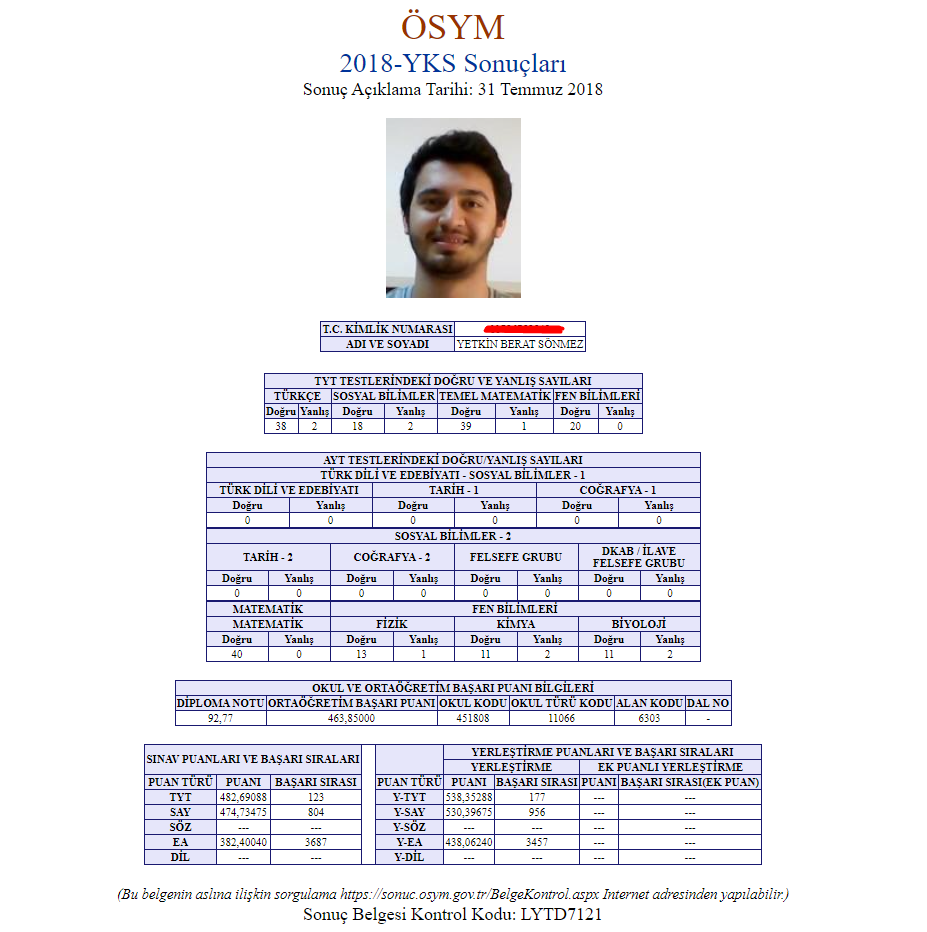 ÖSYM
2018-YKS Sonuçları
Sonuç Açıklama Tarihi: 31 Temmuz 2018
T.C. KİMLİK NUMARASI
ADI VE SOYADI YETKİN BERAT SÖNMEZ
TYT TESTLERİNDEKİ DOĞRU VE YANLIŞ SAYILARI
TÜRKÇE SOSYAL BİLİMLER TEMEL MATEMATİK FEN BİLİMLERİ
Doğru Yanlış Doğru Yanlış Doğru Yanlış Doğru Yanlış
38 2 18 2 39 1 20 0
AYT TESTLERİNDEKİ DOĞRU/YANLIŞ SAYILARI
TÜRK DİLİ VE EDEBİYATI - SOSYAL BİLİMLER - 1
TÜRK DİLİ VE EDEBİYATI TARİH - 1 COĞRAFYA - 1
Doğru Yanlış Doğru Yanlış Doğru Yanlış
0 0 0 0 0 0
SOSYAL BİLİMLER - 2
TARİH - 2 COĞRAFYA - 2 FELSEFE GRUBU DKAB / İLAVE
FELSEFE GRUBU
Doğru Yanlış Doğru Yanlış Doğru Yanlış Doğru Yanlış
0 0 0 0 0 0 0 0
MATEMATİK FEN BİLİMLERİ
MATEMATİK FİZİK KİMYA BİYOLOJİ
Doğru Yanlış Doğru Yanlış Doğru Yanlış Doğru Yanlış
40 0 13 1 11 2 11 2
OKUL VE ORTAÖĞRETİM BAŞARI PUANI BİLGİLERİ
DİPLOMA NOTU ORTAÖĞRETİM BAŞARI PUANI OKUL KODU OKUL TÜRÜ KODU ALAN KODU DAL NO
92,77 463,85000 451808 11066 6303 -
SINAV PUANLARI VE BAŞARI SIRALARI
PUAN TÜRÜ PUANI BAŞARI SIRASI
TYT 482,69088 123
SAY 474,73475 804
SÖZ --- ---
EA 382,40040 3687
DİL --- ---
YERLEŞTİRME PUANLARI VE BAŞARI SIRALARI
YERLEŞTİRME EK PUANLI YERLEŞTİRME
PUAN TÜRÜ PUANI BAŞARI SIRASI PUANI BAŞARI SIRASI(EK PUAN)
Y-TYT 538,35288 177 --- ---
Y-SAY 530,39675 956 --- ---
Y-SÖZ --- --- --- ---
Y-EA 438,06240 3457 --- ---
Y-DİL --- --- --- ---
(Bu belgenin aslına ilişkin sorgulama https://sonuc.osym.gov.tr/BelgeKontrol.aspx Internet adresinden yapılabilir.)
Sonuç Belgesi Kontrol Kodu: LYTD7121